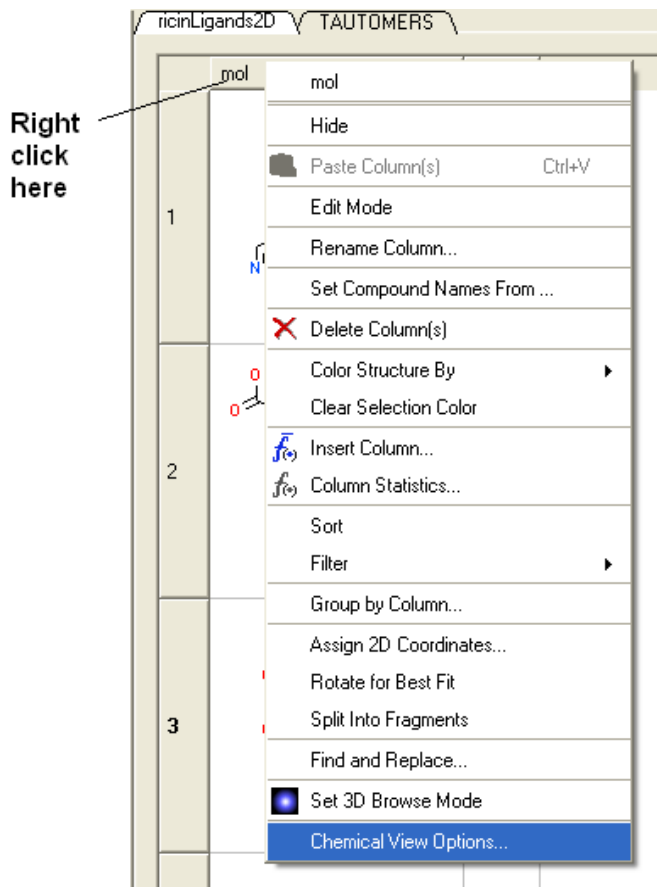 ricinLigands2D TAUTOMERS
mol
Right
click
here
mol
Hide
Paste Column(s) Ctrl+V
1
Edit Mode
Rename Column...
N
Set Compound Names From ...
Delete Column(s)
O
Color Structure By
O
Clear Selection Color
f(•) Insert Column...
2
f(•) Column Statistics...
Sort
Filter
Group by Column...
Assign 2D Coordinates...
Rotate for Best Fit
3
Split Into Fragments
Find and Replace...
Set 3D Browse Mode
Chemical View Options...